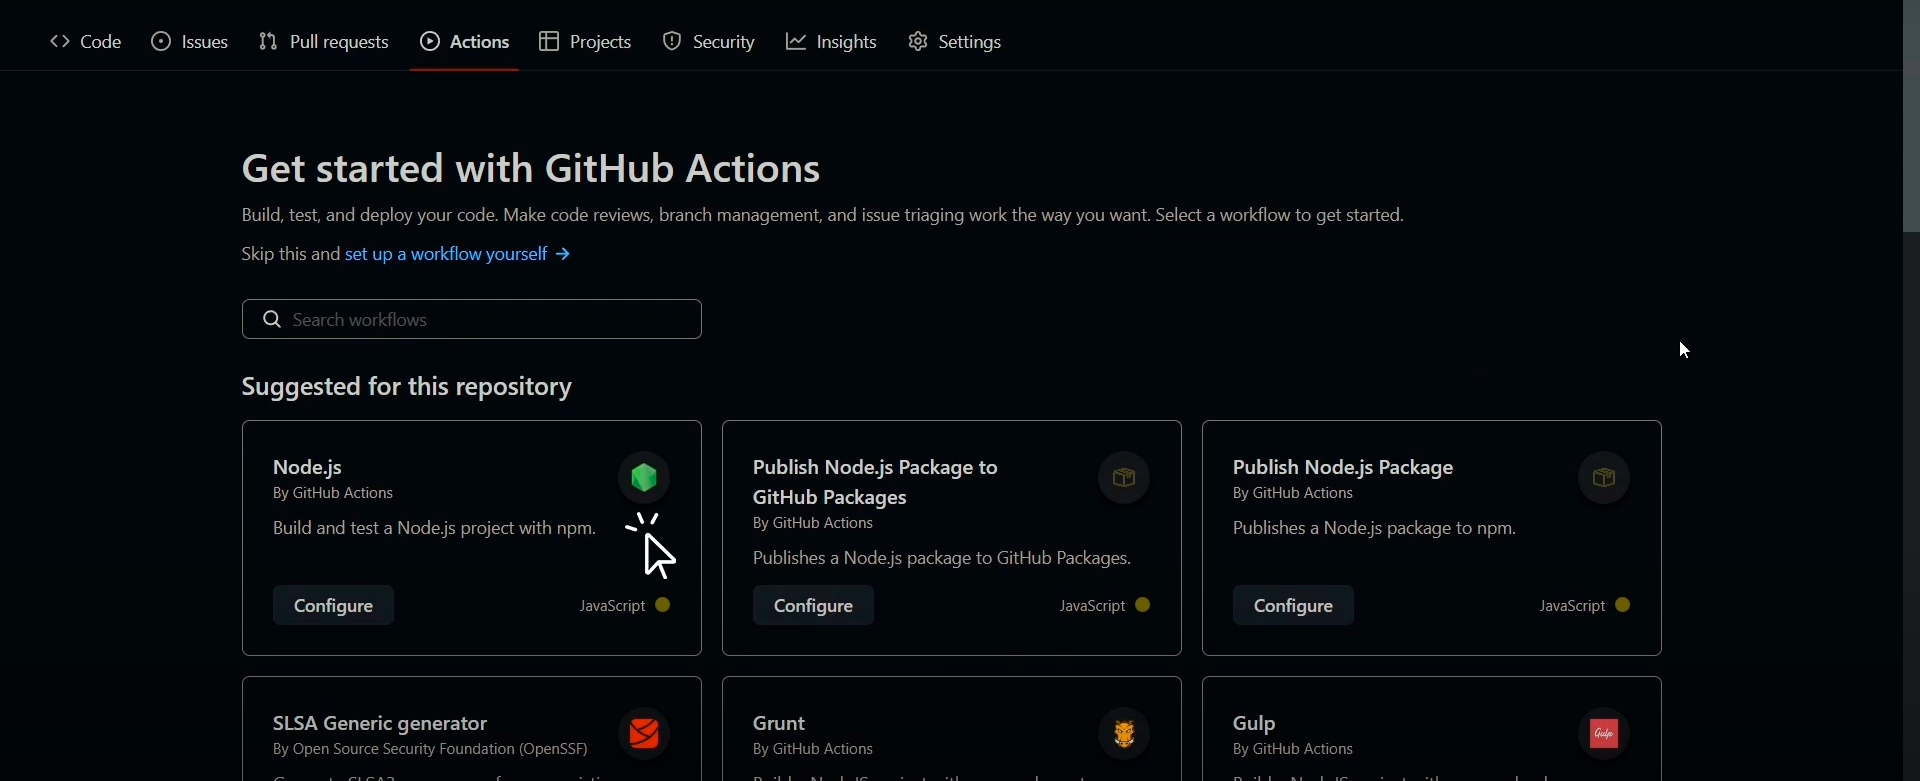 Code Issues Pull requests Actions Projects Security Insights Settings
Get started with GitHub Actions
Build, test, and deploy your code. Make code reviews, branch management, and issue triaging work the way you want. Select a workflow to get started.
Skip this and set up a workflow yourself →
Search workflows
Suggested for this repository
Node.js
By GitHub Actions
Build and test a Node.js project with npm.
Configure
JavaScript
Publish Node.js Package to
GitHub Packages
By GitHub Actions
Publishes a Node.js package to GitHub Packages.
Configure
JavaScript
Publish Node.js Package
By GitHub Actions
Publishes a Node.js package to npm.
Configure
JavaScript
SLSA Generic generator
By Open Source Security Foundation (OpenSSF)
Grunt
By GitHub Actions
Gulp
By GitHub Actions
Gulp